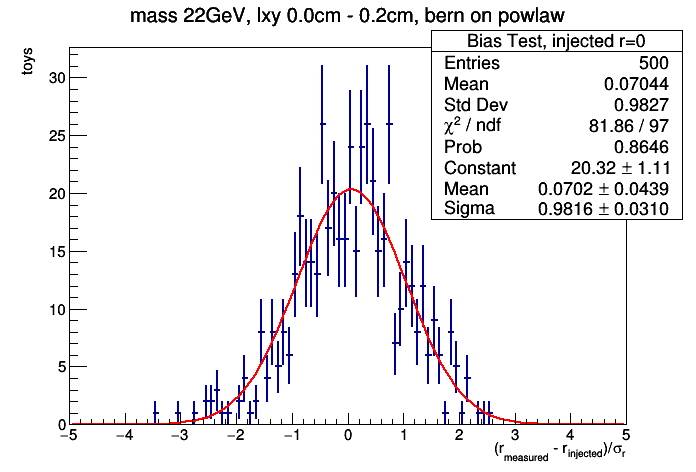 mass 22GeV, lxy 0.0cm - 0.2cm, bern on powlaw
Bias Test, injected r=0
Entries 500
Mean 0.07044
Std Dev 0.9827
χ² / ndf 81.86 / 97
Prob 0.8646
Constant 20.32 ± 1.11
Mean 0.0702 ± 0.0439
Sigma 0.9816 ± 0.0310
toys
30
25
20
15
10
5
0
−5 −4 −3 −2 −1 0 1 2 3 4 5
(r_measured - r_injected)/σ_r